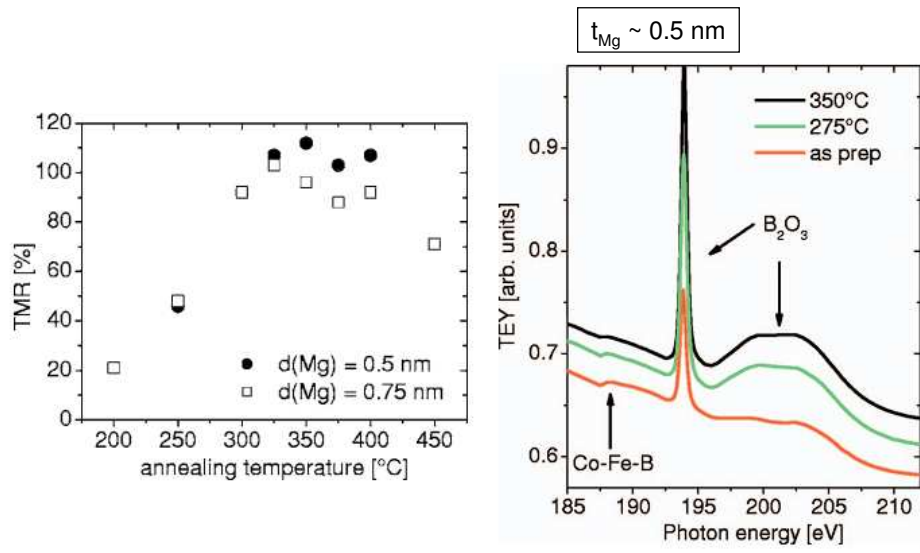 t_Mg ~ 0.5 nm
120
100
80
60
40
20
0
TMR [%]
d(Mg) = 0.5 nm
d(Mg) = 0.75 nm
200 250 300 350 400 450
annealing temperature [°C]
350°C
275°C
as prep
B₂O₃
Co-Fe-B
0.9
0.8
0.7
0.6
TEY [arb. units]
185 190 195 200 205 210
Photon energy [eV]